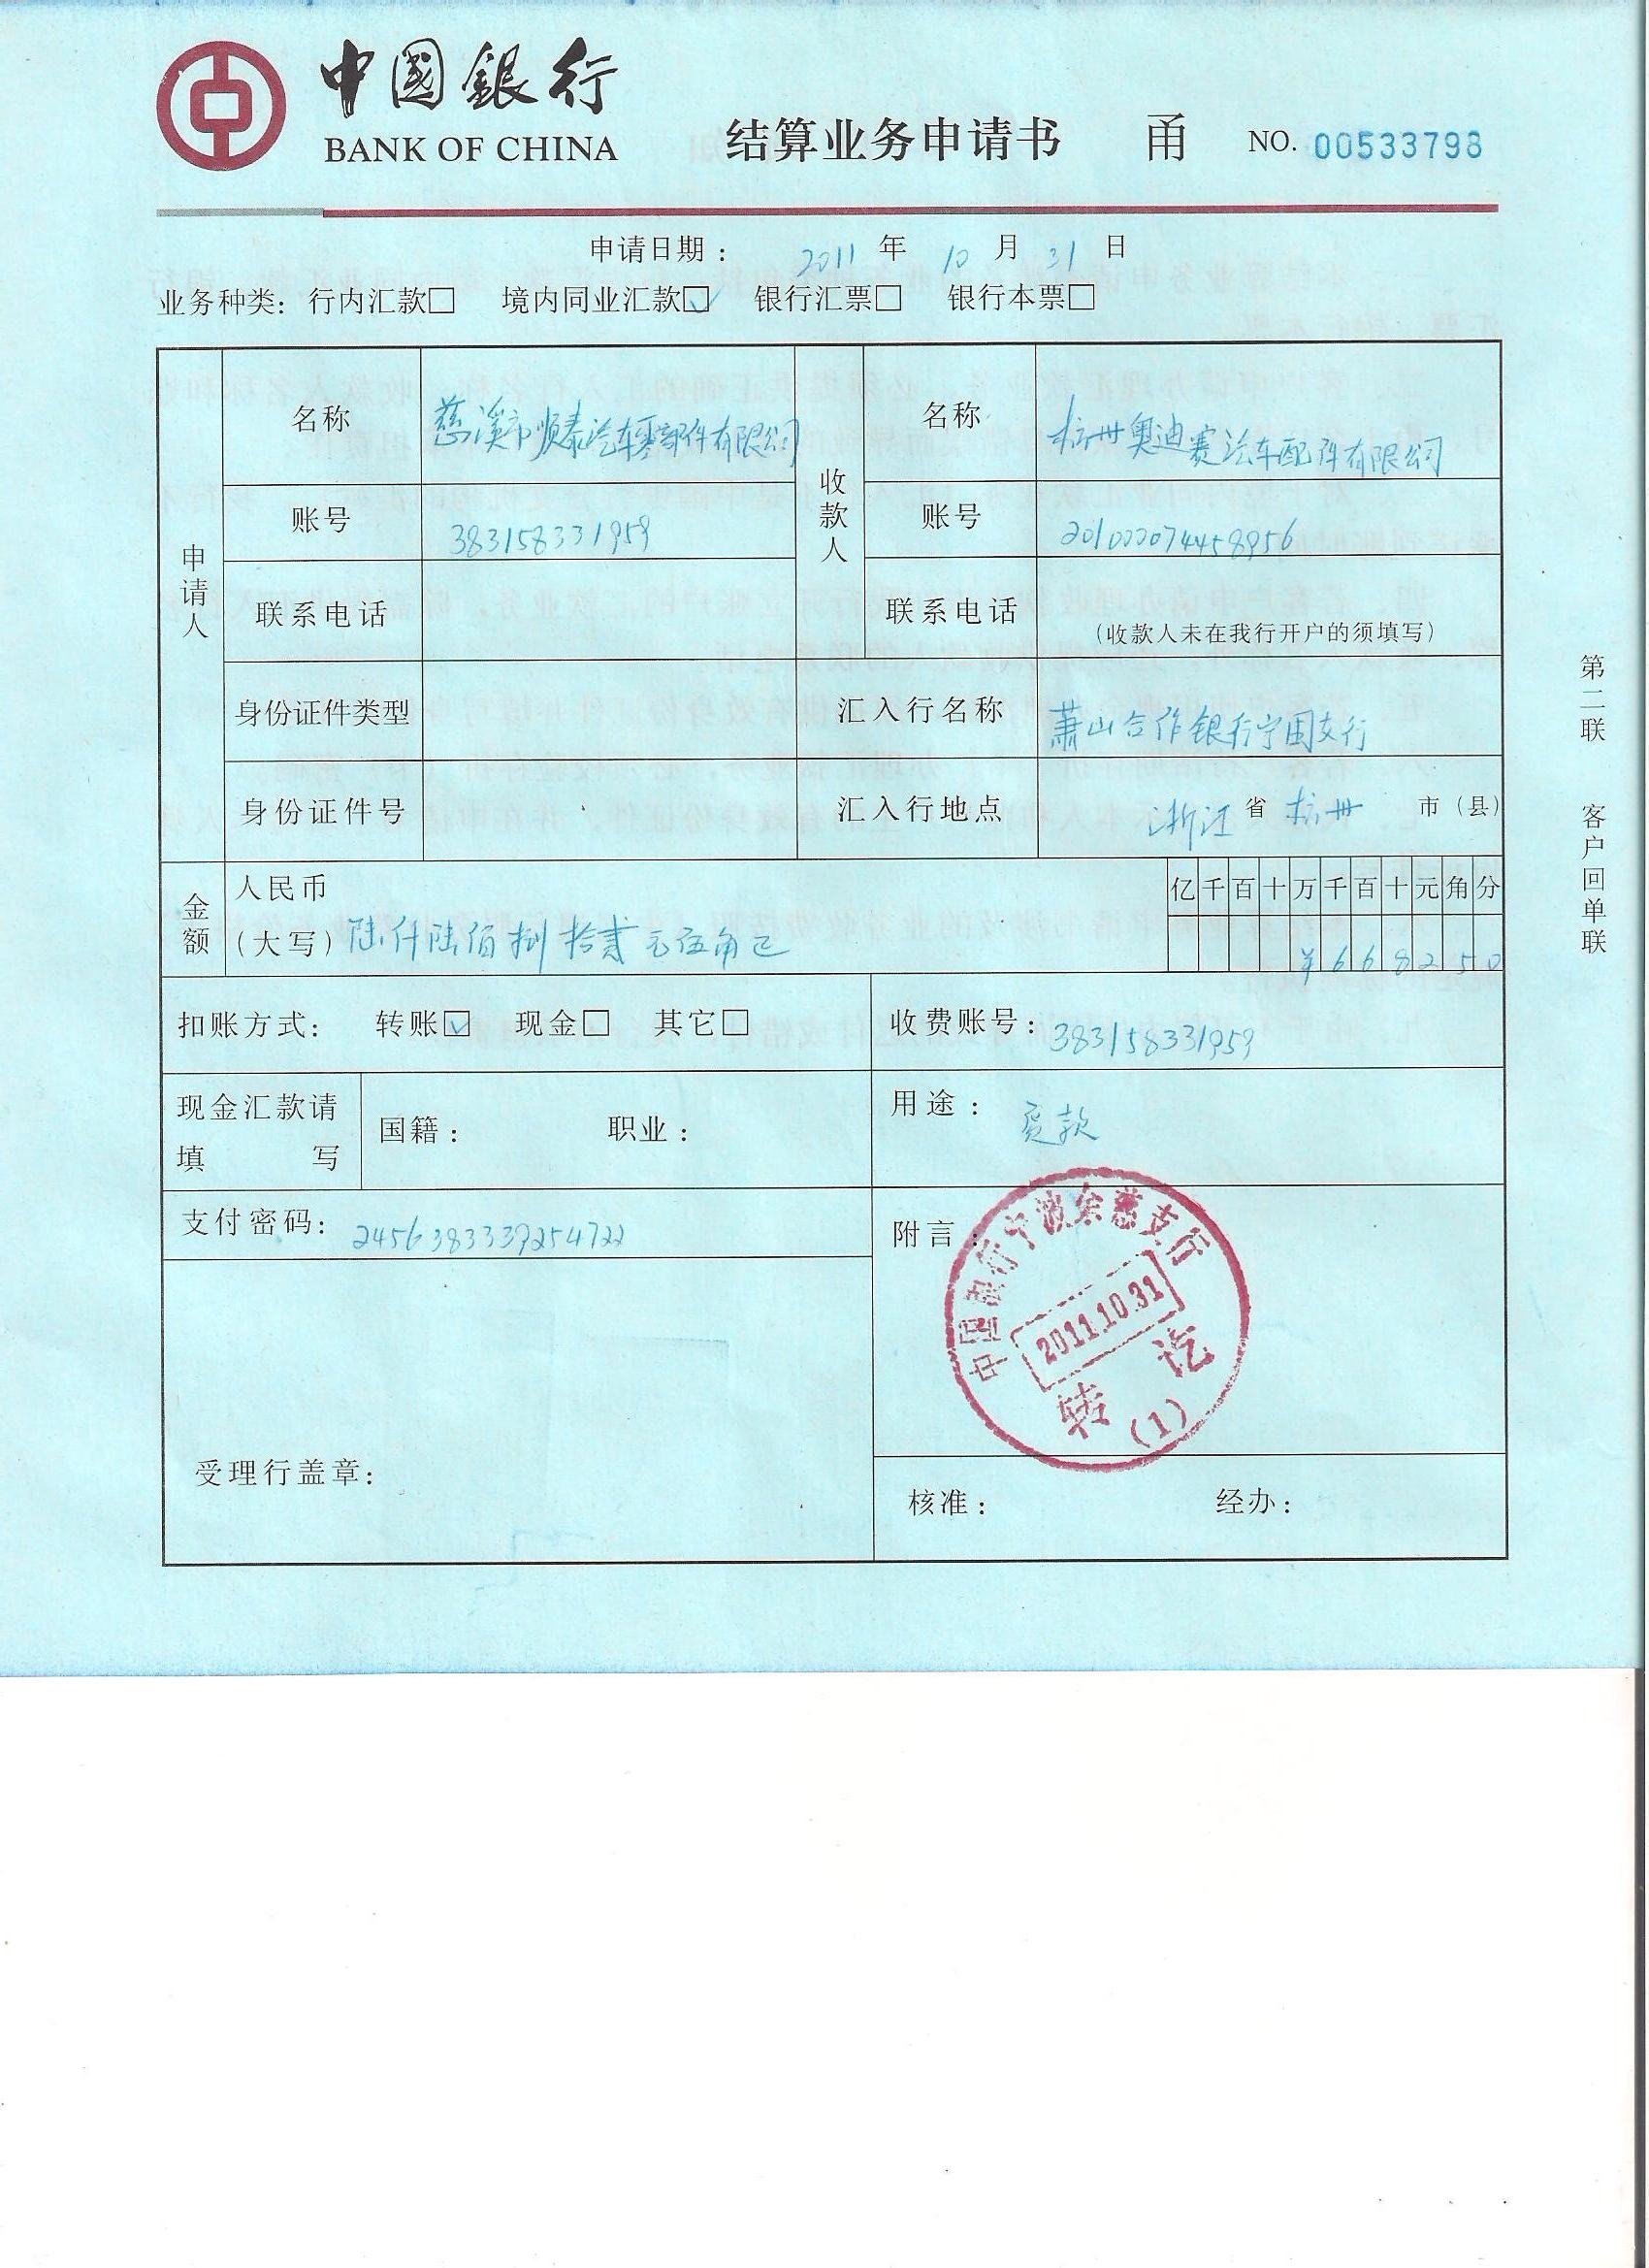 中國銀行
BANK OF CHINA
结算业务申请书 甬 NO. 00533798
申请日期： 2011 年 10 月 31 日
业务种类：行内汇款□ 境内同业汇款☑ 银行汇票□ 银行本票□
申请人
名称 慈溪市顺泰汽车零部件有限公司
账号 383158331959
联系电话
身份证件类型
身份证件号
收款人
名称 杭州奥迪赛汽车配件有限公司
账号 201000074458956
联系电话 （收款人未在我行开户的须填写）
汇入行名称 萧山合作银行宁围支行
汇入行地点 浙江 省 杭州 市（县）
金额 人民币
（大写）陆仟陆佰捌拾贰元伍角正
亿千百十万千百十元角分
¥668250
扣账方式： 转账☑ 现金□ 其它□
收费账号：383158331959
现金汇款请
填 写
国籍： 职业：
用途： 货款
支付密码： 2456383339254722
附言：
中国银行宁波余慈支行
2011.10.31
转讫
(1)
受理行盖章：
核准： 经办：
第二联 客户回单联